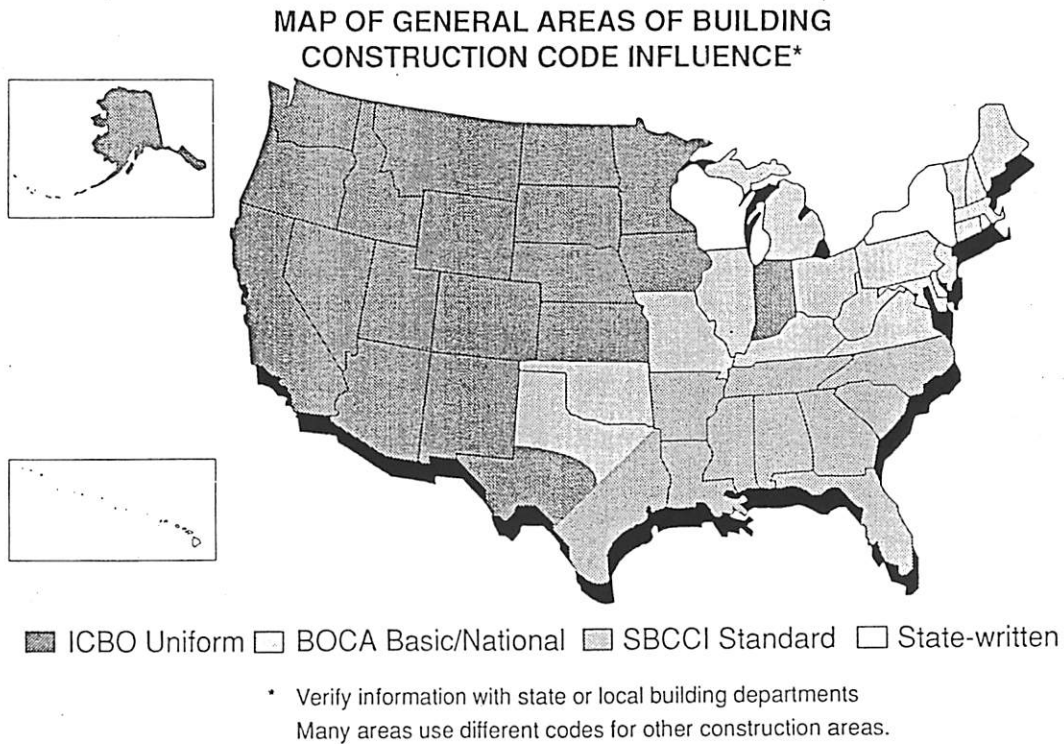 MAP OF GENERAL AREAS OF BUILDING
CONSTRUCTION CODE INFLUENCE*
ICBO Uniform BOCA Basic/National SBCCI Standard State-written
* Verify information with state or local building departments
Many areas use different codes for other construction areas.